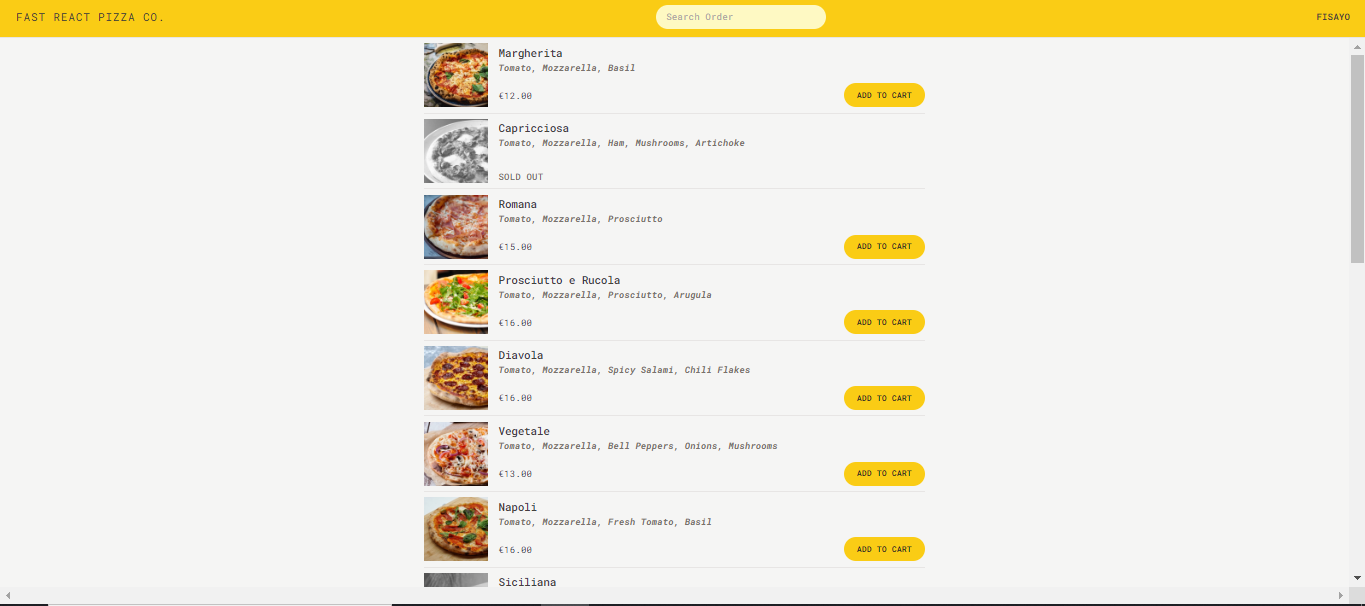 FAST REACT PIZZA CO.
Search Order
FISAYO
Margherita
Tomato, Mozzarella, Basil
€12.00
ADD TO CART
Capricciosa
Tomato, Mozzarella, Ham, Mushrooms, Artichoke
SOLD OUT
Romana
Tomato, Mozzarella, Prosciutto
€15.00
ADD TO CART
Prosciutto e Rucola
Tomato, Mozzarella, Prosciutto, Arugula
€16.00
ADD TO CART
Diavola
Tomato, Mozzarella, Spicy Salami, Chili Flakes
€16.00
ADD TO CART
Vegetale
Tomato, Mozzarella, Bell Peppers, Onions, Mushrooms
€13.00
ADD TO CART
Napoli
Tomato, Mozzarella, Fresh Tomato, Basil
€16.00
ADD TO CART
Siciliana